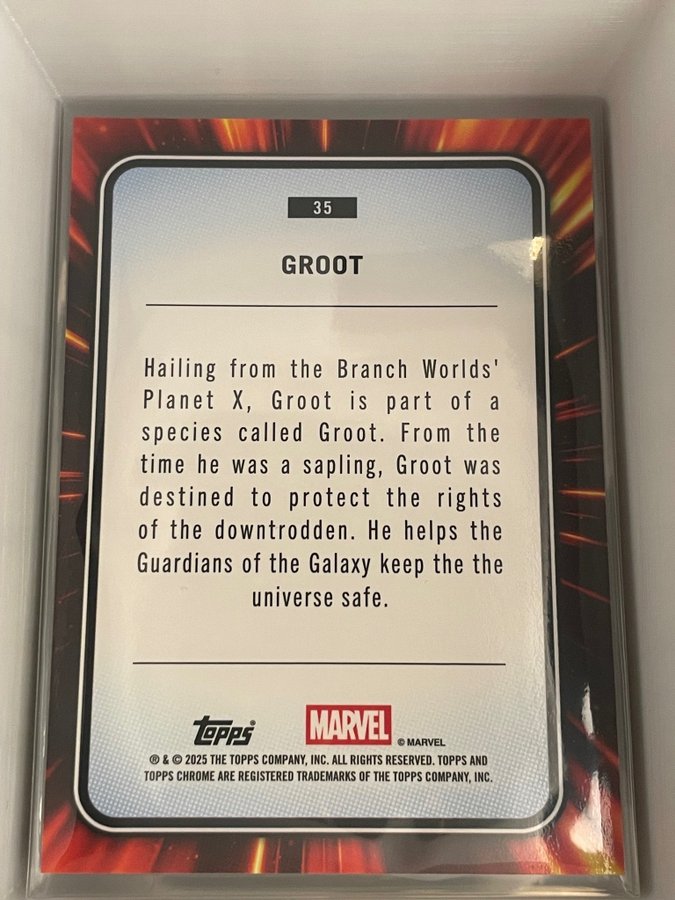 35
GROOT
Hailing from the Branch Worlds'
Planet X, Groot is part of a
species called Groot. From the
time he was a sapling, Groot was
destined to protect the rights
of the downtrodden. He helps the
Guardians of the Galaxy keep the the
universe safe.
Topps®
MARVEL © MARVEL
® & © 2025 THE TOPPS COMPANY, INC. ALL RIGHTS RESERVED. TOPPS AND
TOPPS CHROME ARE REGISTERED TRADEMARKS OF THE TOPPS COMPANY, INC.